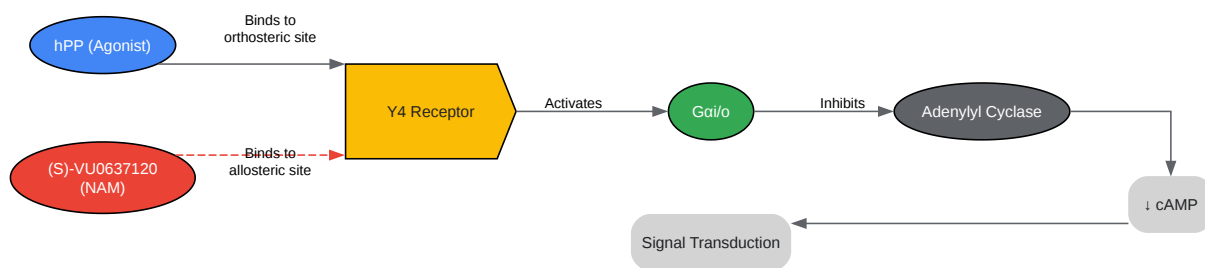 Binds to
orthosteric site
hPP (Agonist)
Y4 Receptor
Activates
Gαi/o
Inhibits
Adenylyl Cyclase
(S)-VU0637120
(NAM)
Binds to
allosteric site
↓ cAMP
Signal Transduction